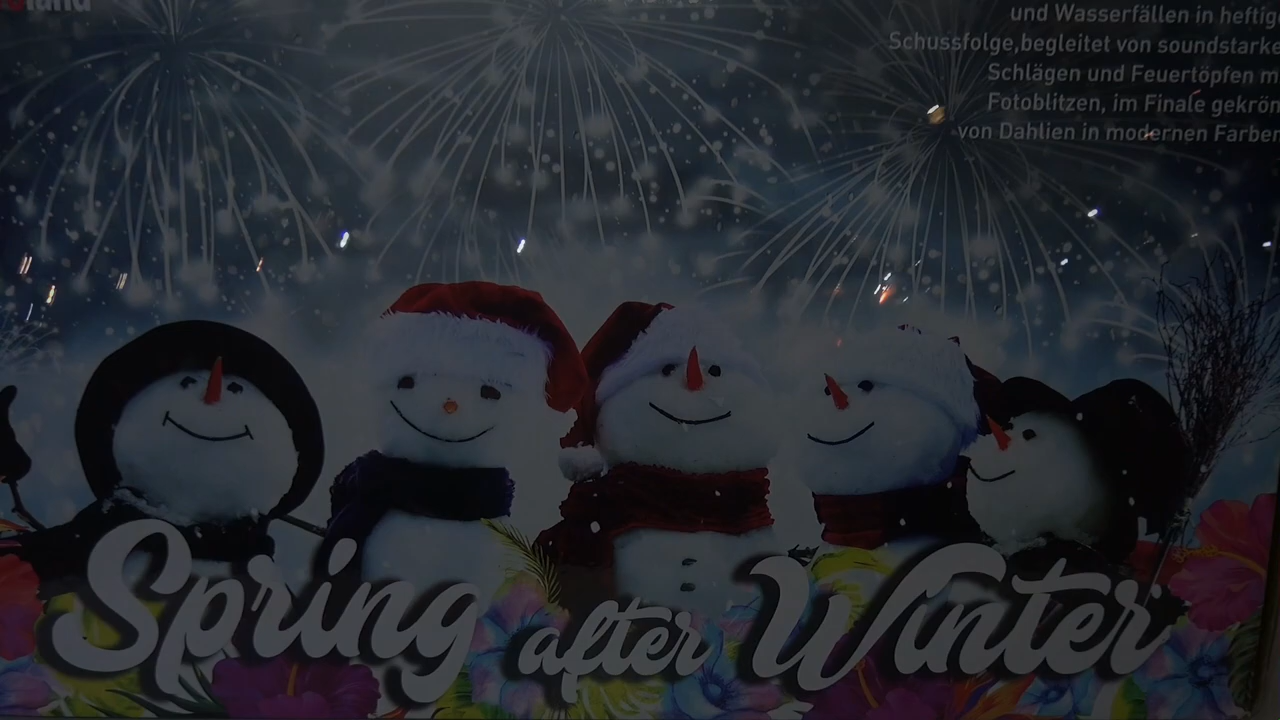 und Wasserfällen in heftig
Schussfolge,begleitet von soundstarke
Schlägen und Feuertöpfen m
Fotoblitzen, im Finale gekrön
von Dahlien in modernen Farben
Spring after Winter